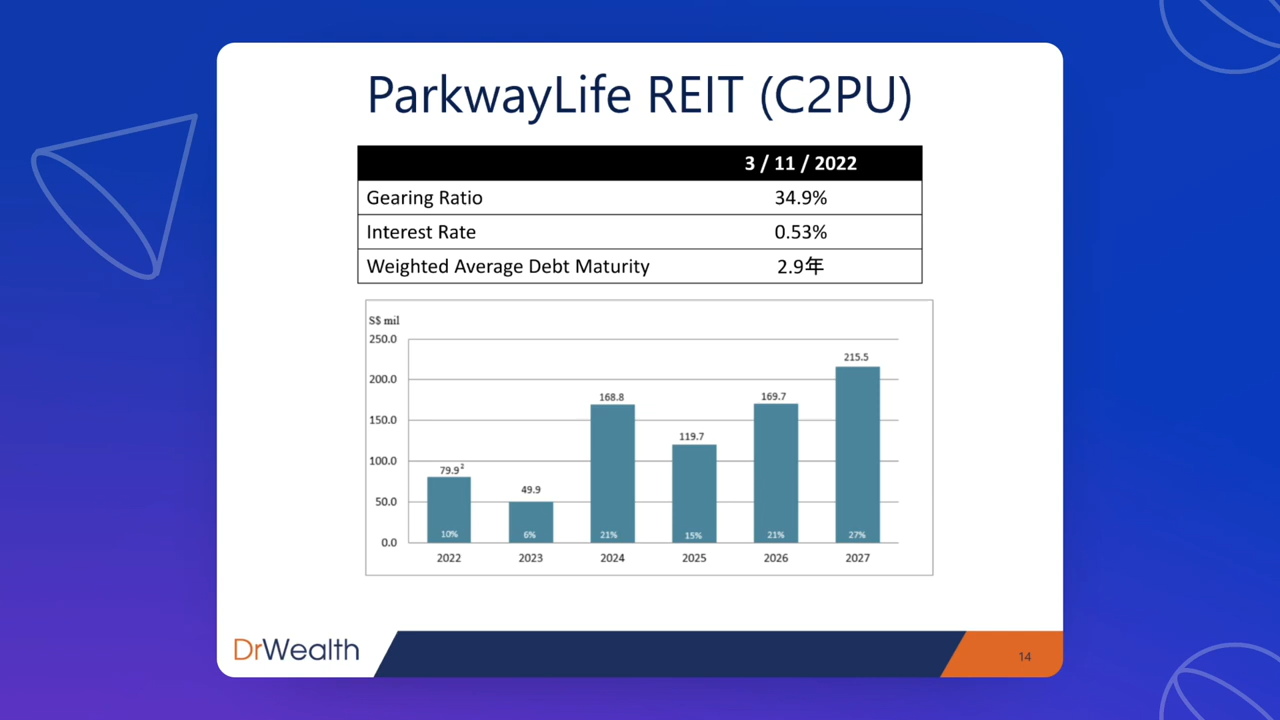 ParkwayLife REIT (C2PU)
3 / 11 / 2022
Gearing Ratio 34.9%
Interest Rate 0.53%
Weighted Average Debt Maturity 2.9年
S$ mil
250.0
200.0
150.0
100.0
50.0
0.0
79.9²
49.9
168.8
119.7
169.7
215.5
10%
6%
21%
15%
21%
27%
2022 2023 2024 2025 2026 2027
DrWealth
14